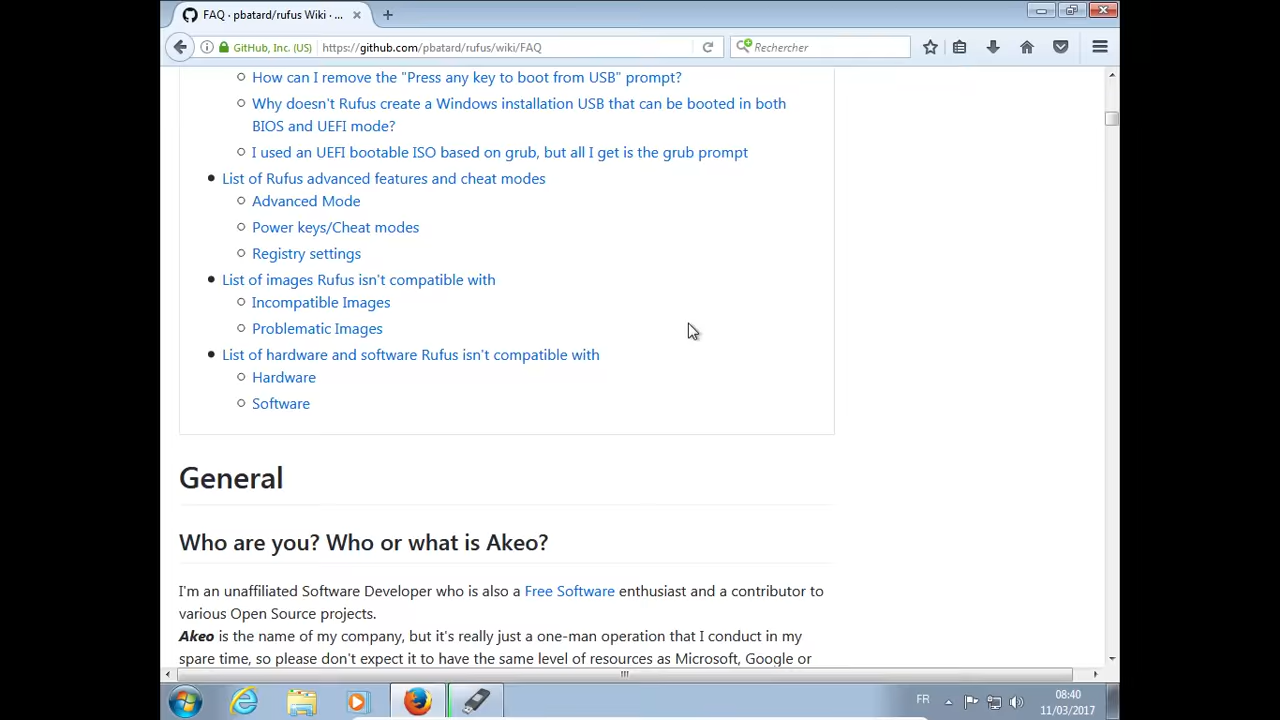 FAQ · pbatard/rufus Wiki · ...
GitHub, Inc. (US)
https://github.com/pbatard/rufus/wiki/FAQ
Rechercher
How can I remove the "Press any key to boot from USB" prompt?
Why doesn't Rufus create a Windows installation USB that can be booted in both
BIOS and UEFI mode?
I used an UEFI bootable ISO based on grub, but all I get is the grub prompt
List of Rufus advanced features and cheat modes
Advanced Mode
Power keys/Cheat modes
Registry settings
List of images Rufus isn't compatible with
Incompatible Images
Problematic Images
List of hardware and software Rufus isn't compatible with
Hardware
Software
General
Who are you? Who or what is Akeo?
I'm an unaffiliated Software Developer who is also a Free Software enthusiast and a contributor to
various Open Source projects.
Akeo is the name of my company, but it's really just a one-man operation that I conduct in my
spare time, so please don't expect it to have the same level of resources as Microsoft, Google or
FR
08:40
11/03/2017